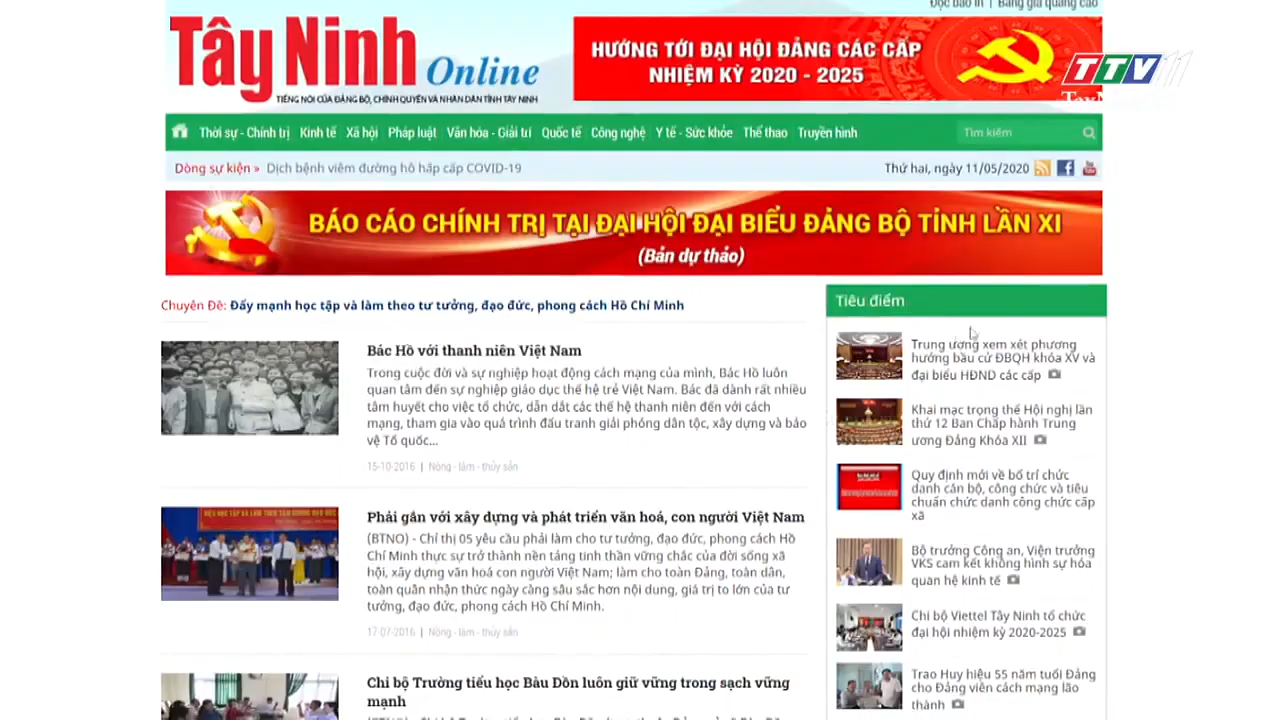 Đọc báo in | Bảng giá quảng cáo
Tây Ninh Online
TIẾNG NÓI CỦA ĐẢNG BỘ, CHÍNH QUYỀN VÀ NHÂN DÂN TỈNH TÂY NINH
HƯỚNG TỚI ĐẠI HỘI ĐẢNG CÁC CẤP
NHIỆM KỲ 2020 - 2025
TTV11
Thời sự - Chính trị Kinh tế Xã hội Pháp luật Văn hóa - Giải trí Quốc tế Công nghệ Y tế - Sức khỏe Thể thao Truyền hình Tìm kiếm
Dòng sự kiện » Dịch bệnh viêm đường hô hấp cấp COVID-19
Thứ hai, ngày 11/05/2020
BÁO CÁO CHÍNH TRỊ TẠI ĐẠI HỘI ĐẠI BIỂU ĐẢNG BỘ TỈNH LẦN XI
(Bản dự thảo)
Chuyên Đề: Đẩy mạnh học tập và làm theo tư tưởng, đạo đức, phong cách Hồ Chí Minh
Bác Hồ với thanh niên Việt Nam
Trong cuộc đời và sự nghiệp hoạt động cách mạng của mình, Bác Hồ luôn
quan tâm đến sự nghiệp giáo dục thế hệ trẻ Việt Nam. Bác đã dành rất nhiều
tâm huyết cho việc tổ chức, dẫn dắt các thế hệ thanh niên đến với cách
mạng, tham gia vào quá trình đấu tranh giải phóng dân tộc, xây dựng và bảo
vệ Tổ quốc...
15-10-2016 | Nông - lâm - thủy sản
Phải gắn với xây dựng và phát triển văn hoá, con người Việt Nam
(BTNO) - Chỉ thị 05 yêu cầu phải làm cho tư tưởng, đạo đức, phong cách Hồ
Chí Minh thực sự trở thành nền tảng tinh thần vững chắc của đời sống xã
hội, xây dựng văn hoá con người Việt Nam; làm cho toàn Đảng, toàn dân,
toàn quân nhận thức ngày càng sâu sắc hơn nội dung, giá trị to lớn của tư
tưởng, đạo đức, phong cách Hồ Chí Minh.
17-07-2016 | Nông - lâm - thủy sản
Chi bộ Trường tiểu học Bàu Dồn luôn giữ vững trong sạch vững
mạnh
Tiêu điểm
Trung ương xem xét phương
hướng bầu cử ĐBQH khóa XV và
đại biểu HĐND các cấp
Khai mạc trọng thể Hội nghị lần
thứ 12 Ban Chấp hành Trung
ương Đảng Khóa XII
Quy định mới về bố trí chức
danh cán bộ, công chức và tiêu
chuẩn chức danh công chức cấp
xã
Bộ trưởng Công an, Viện trưởng
VKS cam kết không hình sự hóa
quan hệ kinh tế
Chi bộ Viettel Tây Ninh tổ chức
đại hội nhiệm kỳ 2020-2025
Trao Huy hiệu 55 năm tuổi Đảng
cho Đảng viên cách mạng lão
thành